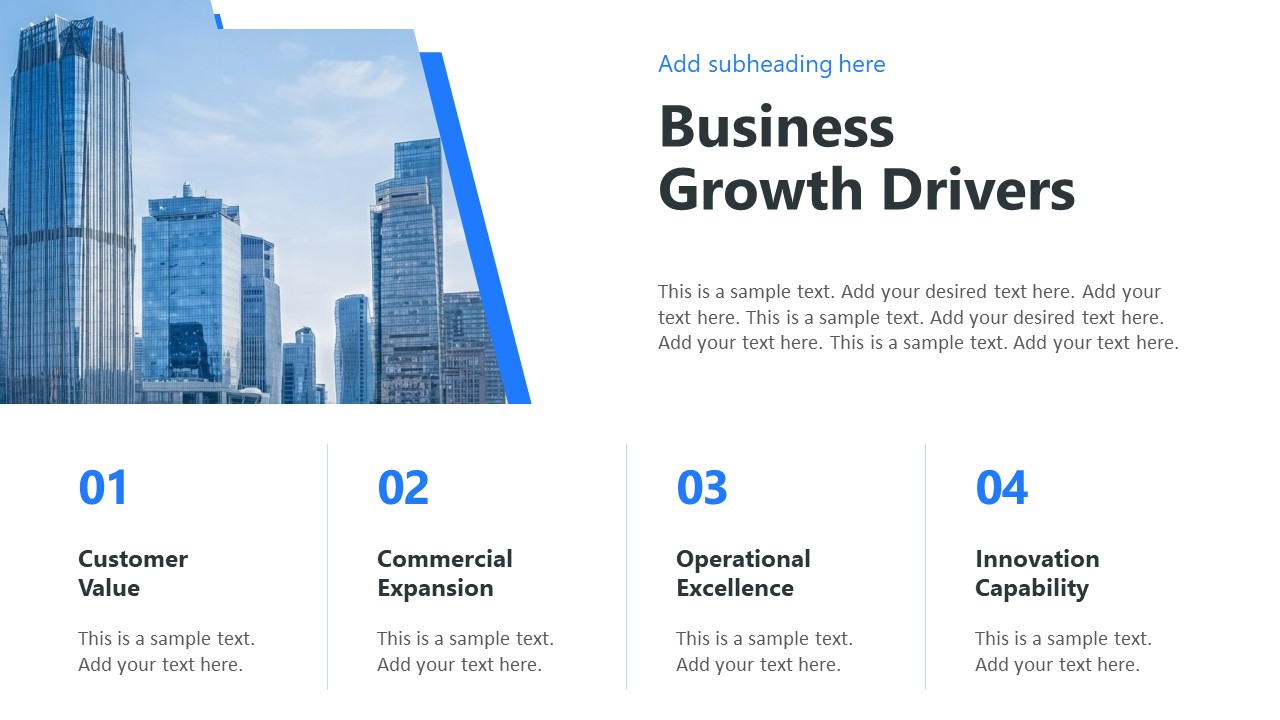 Add subheading here
Business
Growth Drivers
This is a sample text. Add your desired text here. Add your
text here. This is a sample text. Add your desired text here.
Add your text here. This is a sample text. Add your text here.
01
Customer
Value
This is a sample text.
Add your text here.
02
Commercial
Expansion
This is a sample text.
Add your text here.
03
Operational
Excellence
This is a sample text.
Add your text here.
04
Innovation
Capability
This is a sample text.
Add your text here.